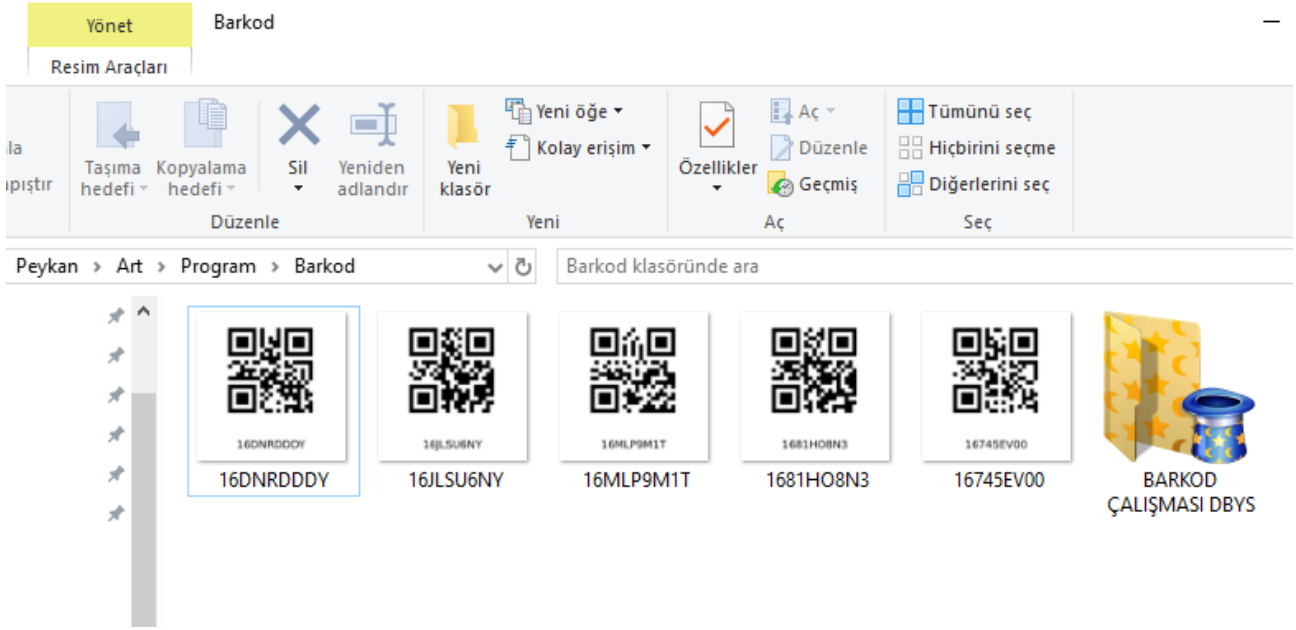 Yönet
Barkod
Resim Araçları
la
apıştır
Taşıma hedefi
Kopyalama hedefi
Sil
Yeniden adlandır
Yeni klasör
Yeni öğe
Kolay erişim
Özellikler
Aç
Düzenle
Geçmiş
Tümünü seç
Hiçbirini seçme
Diğerlerini seç
Düzenle
Yeni
Aç
Seç
Peykan > Art > Program > Barkod
Barkod klasöründe ara
16DNRDDDY
16JLSU6NY
16MLP9M1T
1681HO8N3
16745EV00
16DNRDDDY
16JLSU6NY
16MLP9M1T
1681HO8N3
16745EV00
BARKOD
ÇALIŞMASI DBYS